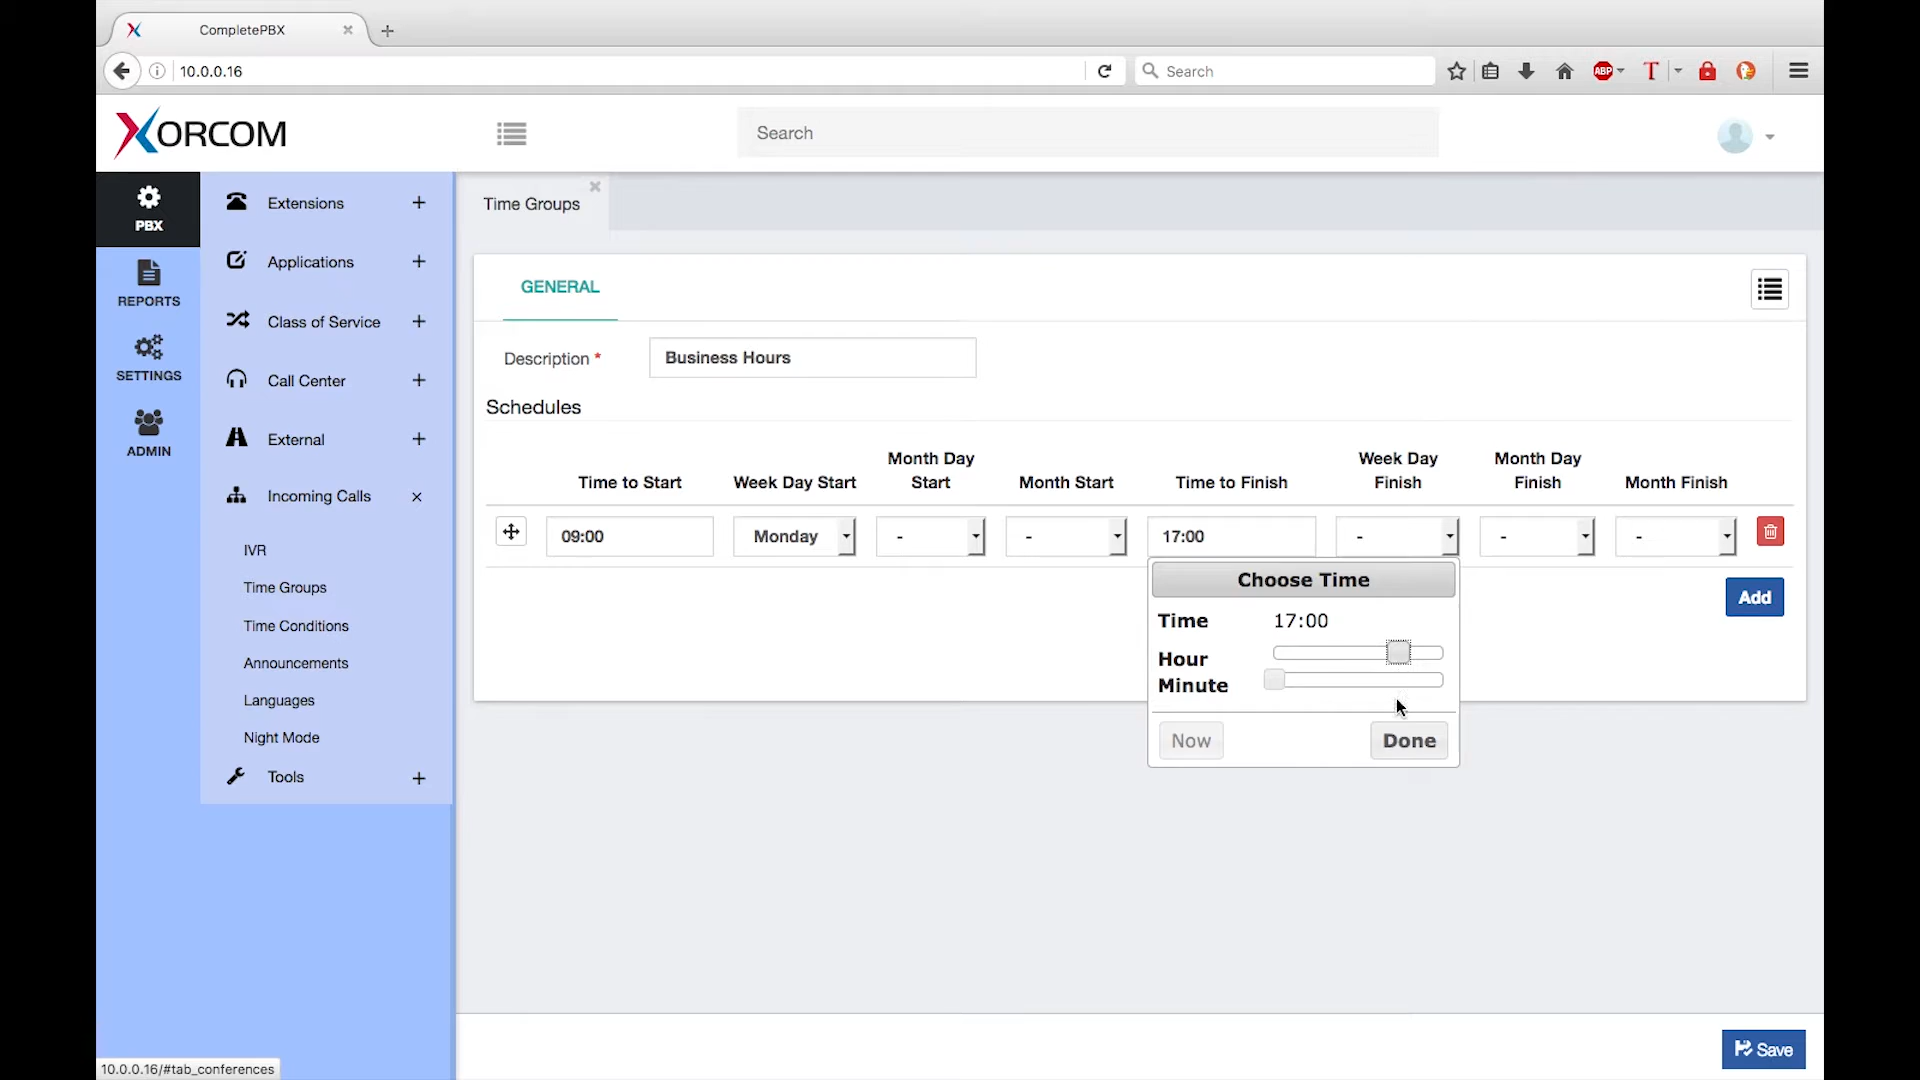 CompletePBX
10.0.0.16
Search
ABP
T
XORCOM
Search
PBX
REPORTS
SETTINGS
ADMIN
Extensions +
Applications +
Class of Service +
Call Center +
External +
Incoming Calls ×
IVR
Time Groups
Time Conditions
Announcements
Languages
Night Mode
Tools +
Time Groups
GENERAL
Description * Business Hours
Schedules
Time to Start Week Day Start Month Day Start Month Start Time to Finish Week Day Finish Month Day Finish Month Finish
09:00 Monday - - 17:00 - - -
Add
Choose Time
Time 17:00
Hour
Minute
Now Done
Save
10.0.0.16/#tab_conferences